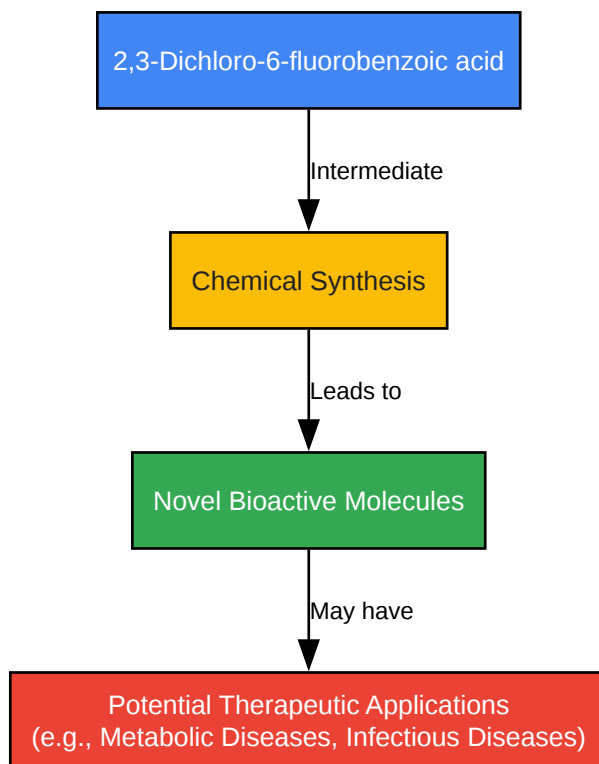 2,3-Dichloro-6-fluorobenzoic acid
Intermediate
Chemical Synthesis
Leads to
Novel Bioactive Molecules
May have
Potential Therapeutic Applications
(e.g., Metabolic Diseases, Infectious Diseases)